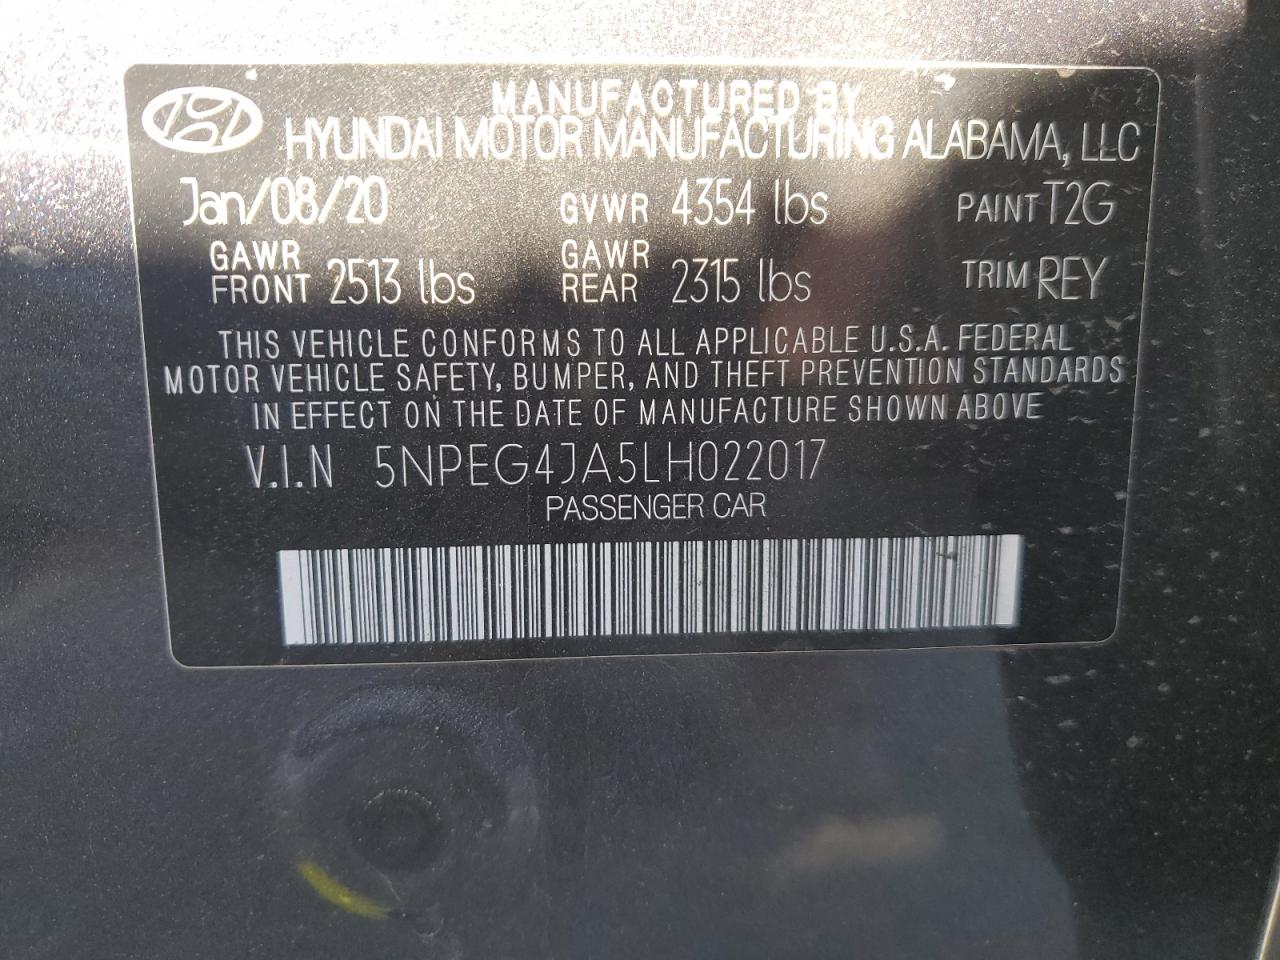 MANUFACTURED BY
HYUNDAI MOTOR MANUFACTURING ALABAMA, LLC
Jan/08/20 GVWR 4354 lbs PAINT T2G
GAWR FRONT 2513 lbs GAWR REAR 2315 lbs TRIM REY
THIS VEHICLE CONFORMS TO ALL APPLICABLE U.S.A. FEDERAL
MOTOR VEHICLE SAFETY, BUMPER, AND THEFT PREVENTION STANDARDS
IN EFFECT ON THE DATE OF MANUFACTURE SHOWN ABOVE
V.I.N 5NPEG4JA5LH022017
PASSENGER CAR